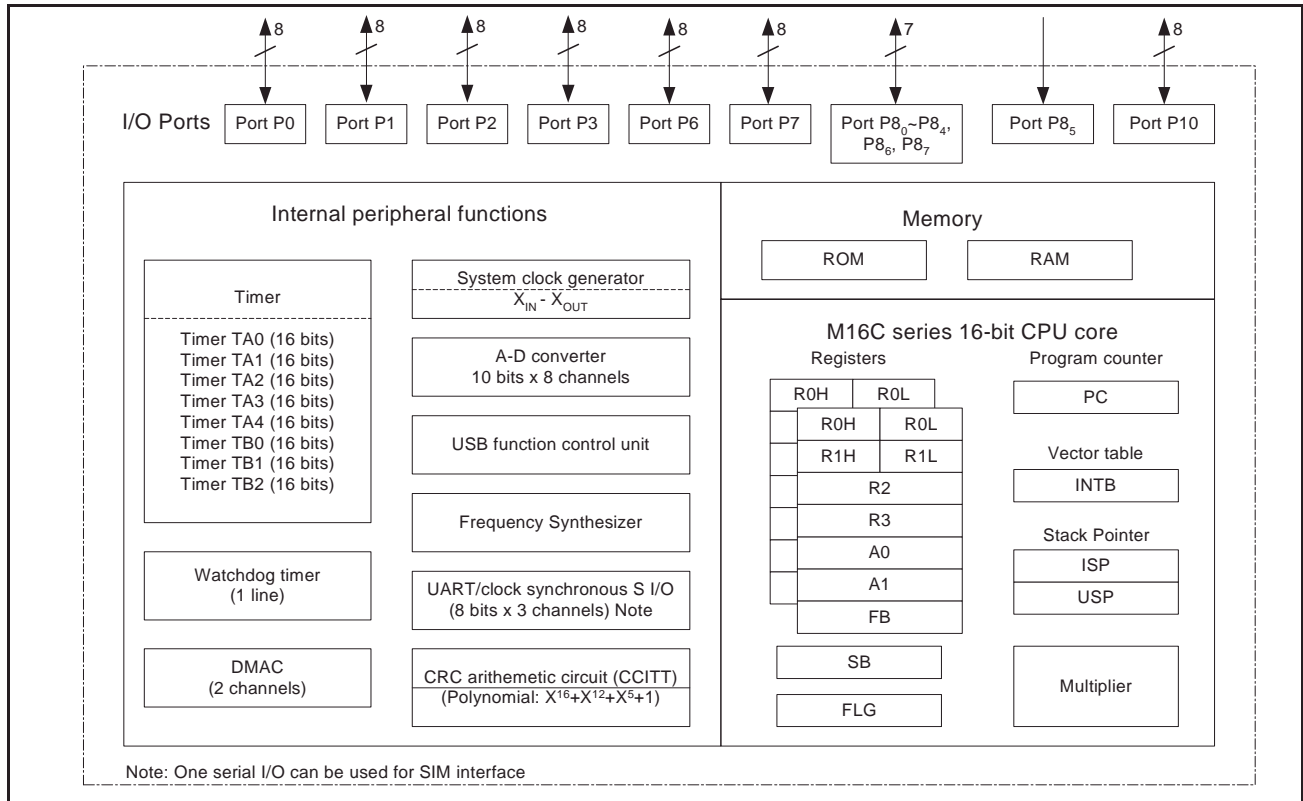 8 8 8 8 8 8 7 8
I/O Ports
Port P0
Port P1
Port P2
Port P3
Port P6
Port P7
Port P8₀~P8₄,
P8₆, P8₇
Port P8₅
Port P10
Internal peripheral functions
Timer
Timer TA0 (16 bits)
Timer TA1 (16 bits)
Timer TA2 (16 bits)
Timer TA3 (16 bits)
Timer TA4 (16 bits)
Timer TB0 (16 bits)
Timer TB1 (16 bits)
Timer TB2 (16 bits)
Watchdog timer
(1 line)
DMAC
(2 channels)
System clock generator
X_IN - X_OUT
A-D converter
10 bits x 8 channels
USB function control unit
Frequency Synthesizer
UART/clock synchronous S I/O
(8 bits x 3 channels) Note
CRC arithemetic circuit (CCITT)
(Polynomial: X¹⁶+X¹²+X⁵+1)
Memory
ROM
RAM
M16C series 16-bit CPU core
Registers
R0H R0L
R0H R0L
R1H R1L
R2
R3
A0
A1
FB
SB
FLG
Program counter
PC
Vector table
INTB
Stack Pointer
ISP
USP
Multiplier
Note: One serial I/O can be used for SIM interface